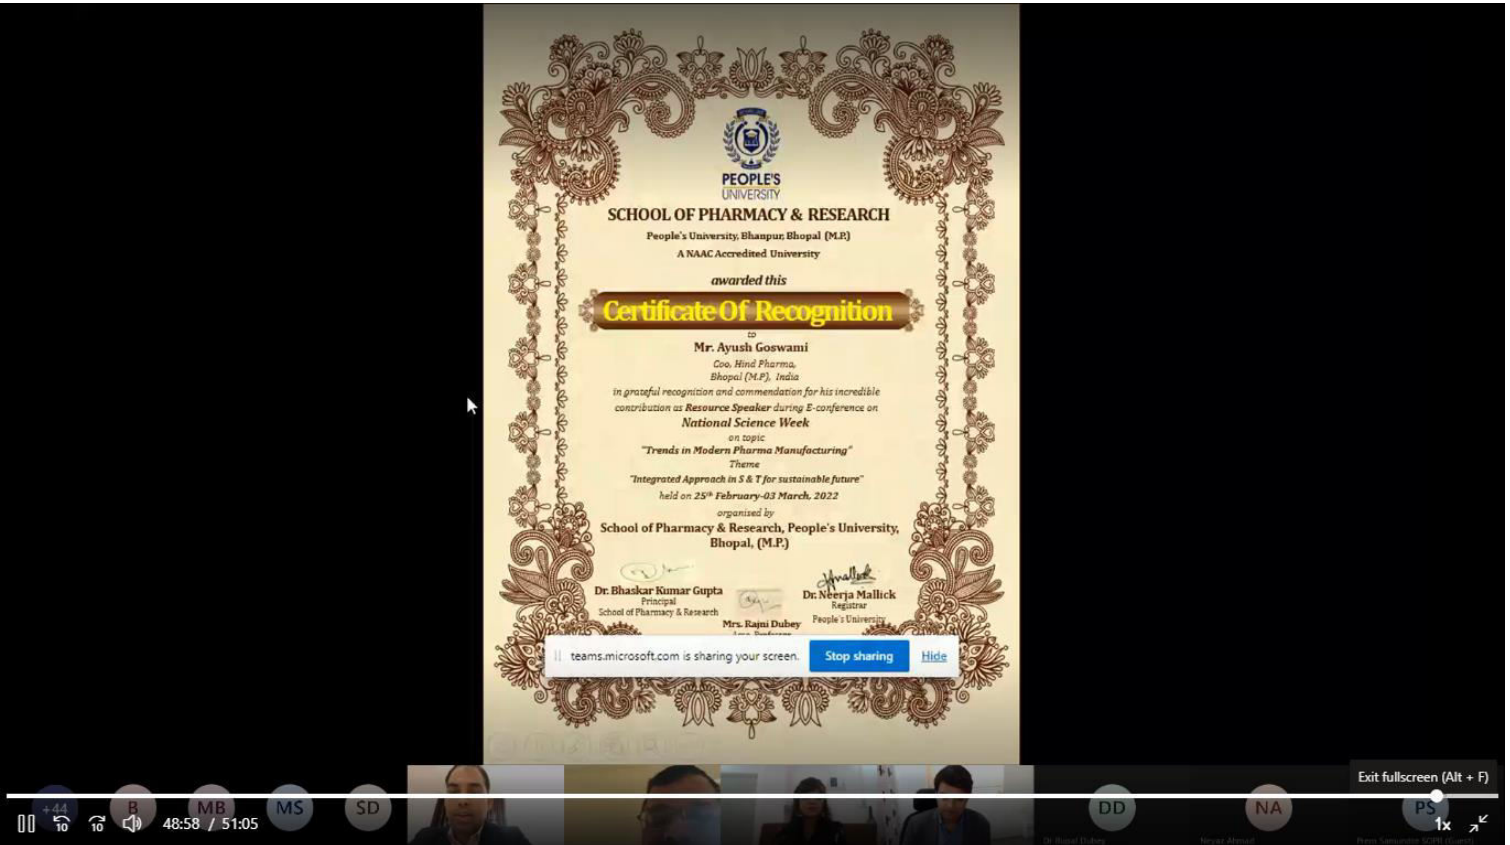 PEOPLE'S
UNIVERSITY
SCHOOL OF PHARMACY & RESEARCH
People's University, Bhanpur, Bhopal (M.P.)
A NAAC Accredited University
awarded this
Certificate Of Recognition
to
Mr. Ayush Goswami
Coo, Hind Pharma,
Bhopal (M.P), India
in grateful recognition and commendation for his incredible
contribution as Resource Speaker during E-conference on
National Science Week
on topic
"Trends in Modern Pharma Manufacturing"
Theme
"Integrated Approach in S & T for sustainable future"
held on 25th February-03 March, 2022
organised by
School of Pharmacy & Research, People's University,
Bhopal, (M.P.)
Dr. Bhaskar Kumar Gupta
Principal
School of Pharmacy & Research
Mrs. Rajni Dubey
Dr. Neerja Mallick
Registrar
People's University
teams.microsoft.com is sharing your screen.
Stop sharing
Hide
Exit fullscreen (Alt + F)
+44
B
MB
MS
SD
DD
NA
PS
10
10
48:58 / 51:05
1x